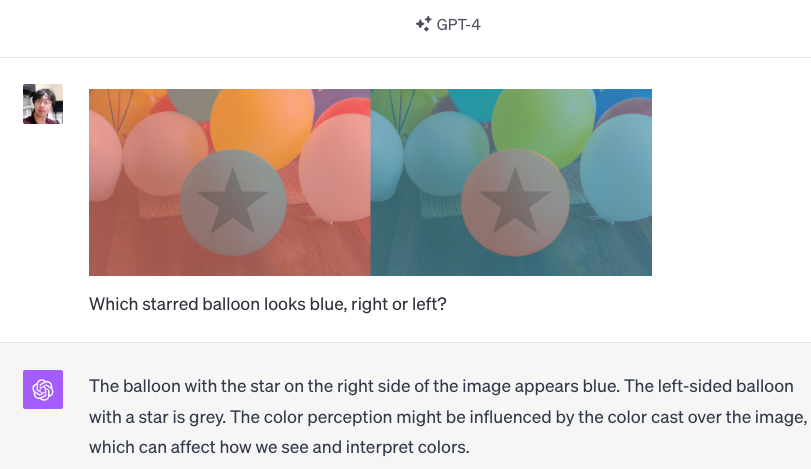 GPT-4
Which starred balloon looks blue, right or left?
The balloon with the star on the right side of the image appears blue. The left-sided balloon
with a star is grey. The color perception might be influenced by the color cast over the image,
which can affect how we see and interpret colors.